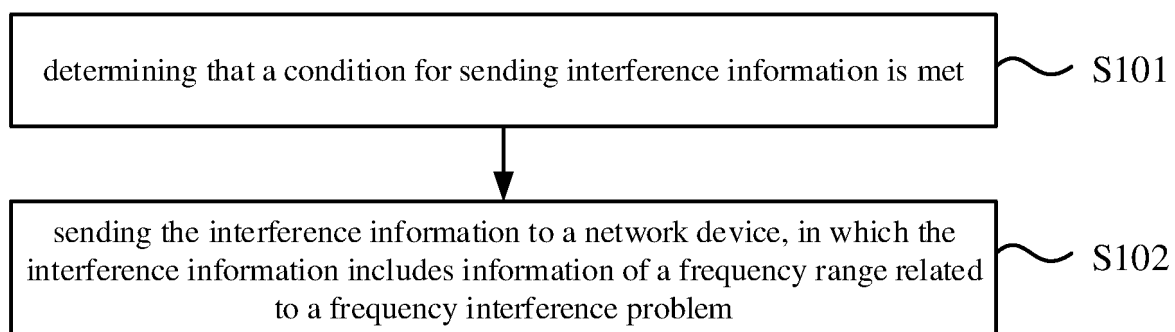 determining that a condition for sending interference information is met
S101
sending the interference information to a network device, in which the
interference information includes information of a frequency range related
to a frequency interference problem
S102